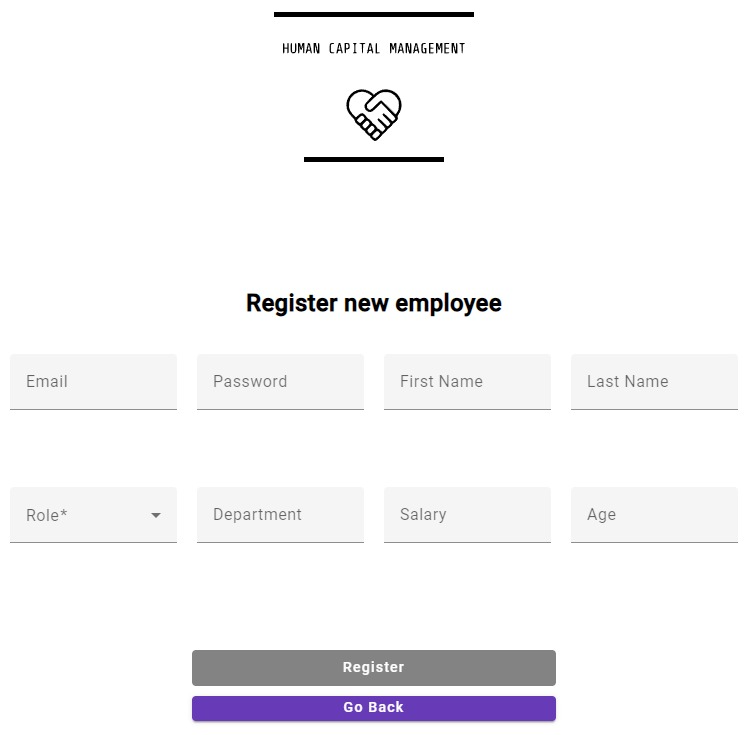 HUMAN CAPITAL MANAGEMENT
Register new employee
Email Password First Name Last Name
Role* Department Salary Age
Register
Go Back